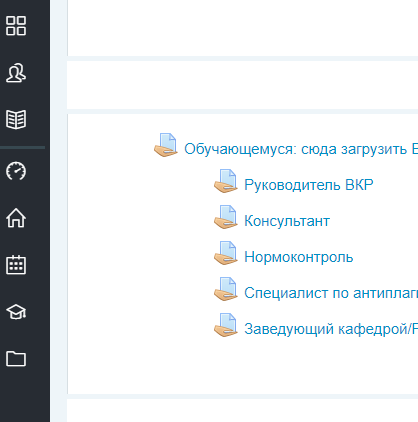 Обучающемуся: сюда загрузить
Руководитель ВКР
Консультант
Нормоконтроль
Специалист по
Заведующий кафедрой/